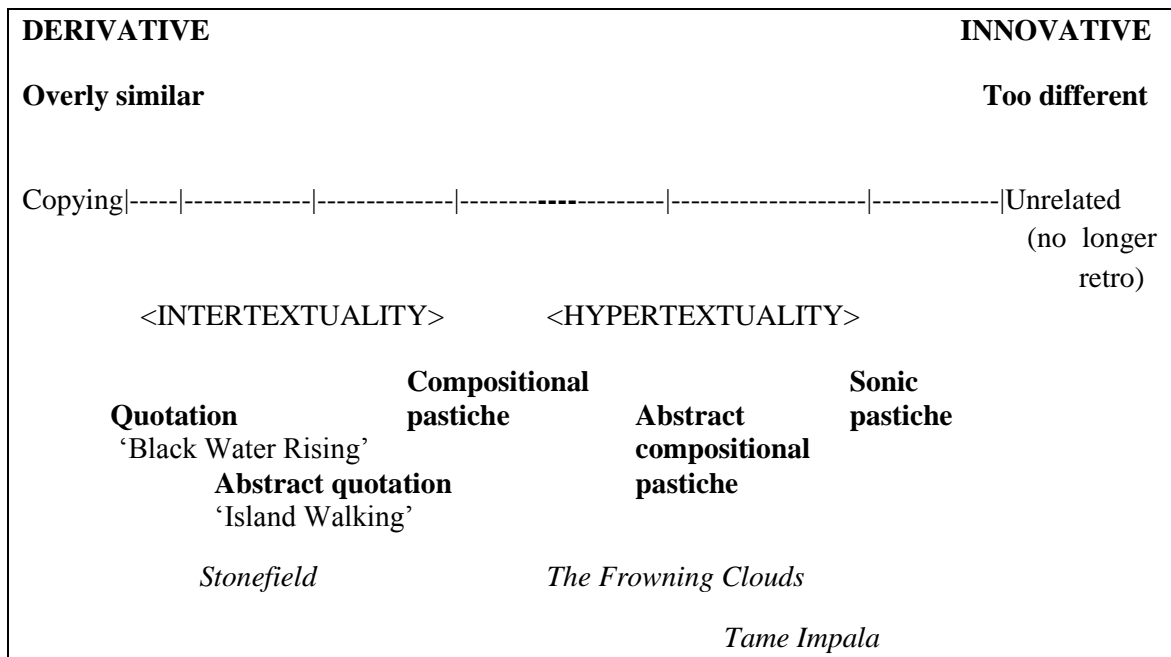 DERIVATIVE INNOVATIVE
Overly similar Too different
Copying|-----|-------------|--------------|------------------------|--------------------|-------------|Unrelated
(no longer
retro)
<INTERTEXTUALITY> <HYPERTEXTUALITY>
Compositional Sonic
Quotation pastiche Abstract pastiche
‘Black Water Rising’ compositional
Abstract quotation pastiche
‘Island Walking’
Stonefield The Frowning Clouds
Tame Impala